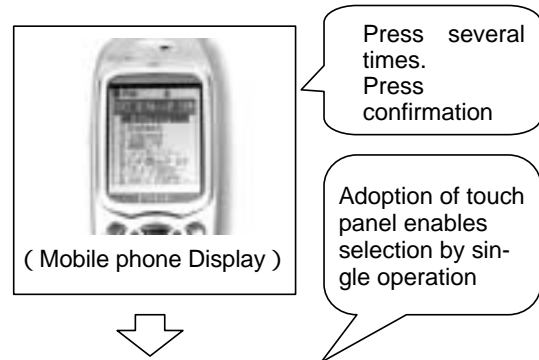 Press several
times.
Press
confirmation
Adoption of touch
panel enables
selection by sin-
gle operation
( Mobile phone Display )